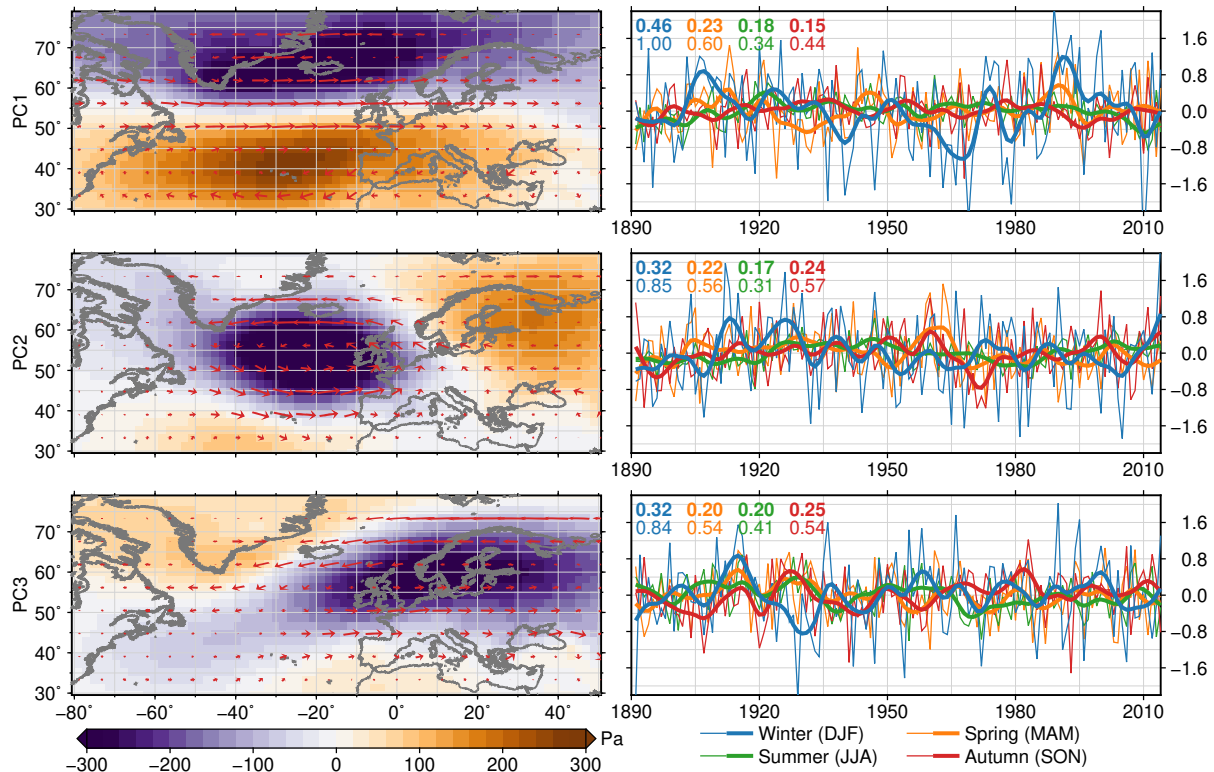 PC1
70˚
60˚
50˚
40˚
30˚
0.46 0.23 0.18 0.15
1.00 0.60 0.34 0.44
1.6
0.8
0.0
−0.8
−1.6
1890 1920 1950 1980 2010
PC2
70˚
60˚
50˚
40˚
30˚
0.32 0.22 0.17 0.24
0.85 0.56 0.31 0.57
1.6
0.8
0.0
−0.8
−1.6
1890 1920 1950 1980 2010
PC3
70˚
60˚
50˚
40˚
30˚
−80 −60 −40 −20 0 20 40
0.32 0.20 0.20 0.25
0.84 0.54 0.41 0.54
1.6
0.8
0.0
−0.8
−1.6
1890 1920 1950 1980 2010
Pa
−300 −200 −100 0 100 200 300
Winter (DJF) Spring (MAM)
Summer (JJA) Autumn (SON)